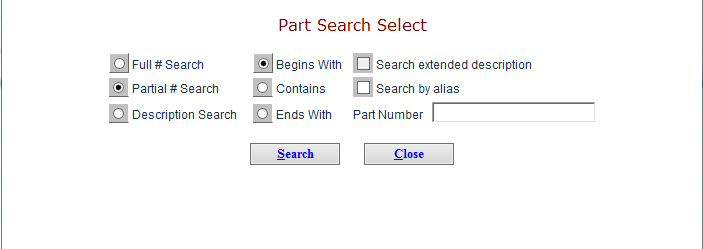 Part Search Select
Full # Search Begins With Search extended description
Partial # Search Contains Search by alias
Description Search Ends With Part Number
Search Close